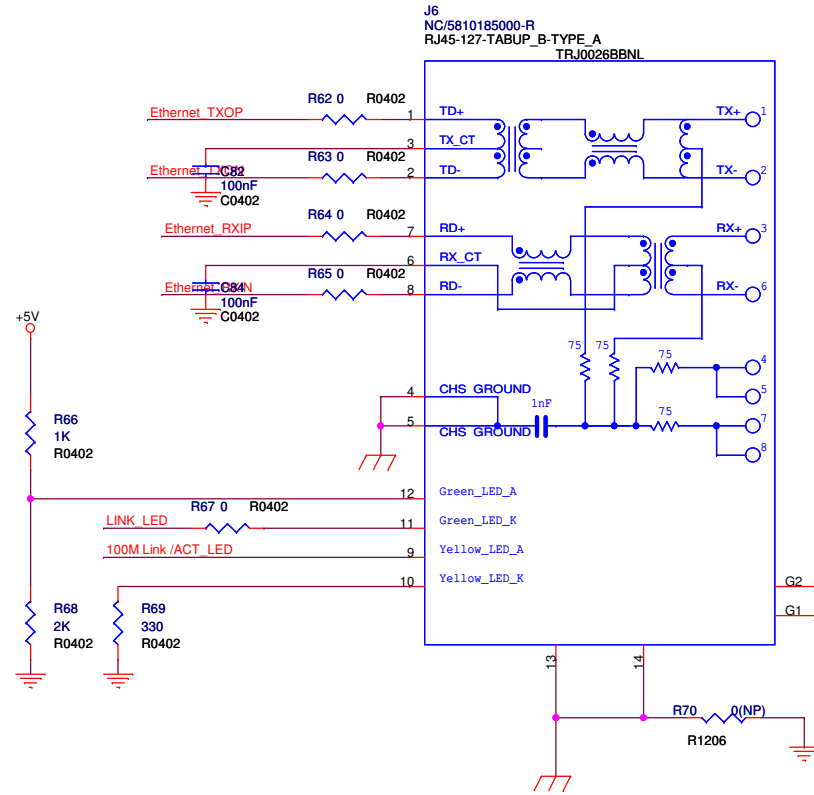 J6
NC/5810185000-R
RJ45-127-TABUP_B-TYPE_A
TRJ0026BBNL
Ethernet_TXOP
R62 0 R0402
1 TD+
TX+ 1
3 TX_CT
R63 0 R0402
C82
100nF
C0402
2 TD-
TX- 2
Ethernet_RXIP
R64 0 R0402
7 RD+
RX+ 3
6 RX_CT
R65 0 R0402
C84
100nF
C0402
8 RD-
RX- 6
+5V
75
75
75
4
5
4 CHS GROUND
1nF
75
7
5 CHS GROUND
8
R66
1K
R0402
12 Green_LED_A
R67 0 R0402
LINK_LED
11 Green_LED_K
100M Link /ACT_LED
9 Yellow_LED_A
10 Yellow_LED_K
G2
G1
R68
2K
R0402
R69
330
R0402
13
14
R70 0(NP)
R1206